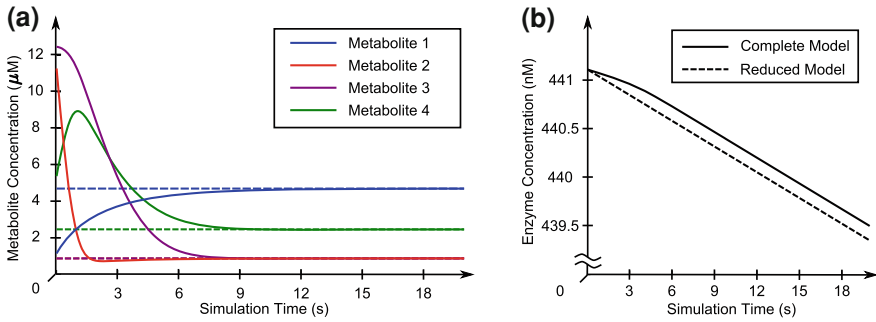 (a)
Metabolite Concentration (μM)
12
10
8
6
4
2
0
3
6
9
12
15
18
Simulation Time (s)
Metabolite 1
Metabolite 2
Metabolite 3
Metabolite 4
(b)
Enzyme Concentration (nM)
441
440.5
440
439.5
0
3
6
9
12
15
18
Simulation Time (s)
Complete Model
Reduced Model